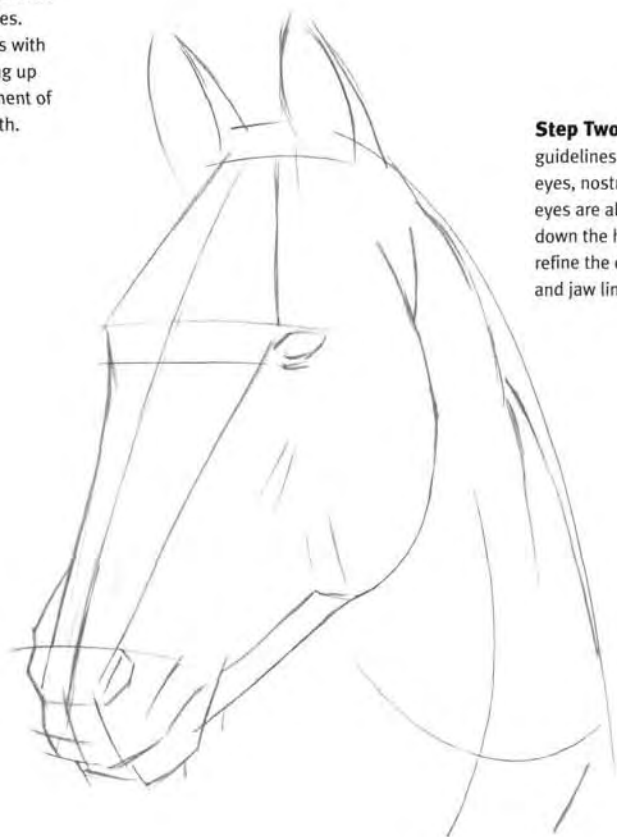 es.
s with
g up
ent of
th.
Step Two
guidelines
eyes, nostr
eyes are al
down the h
refine the
and jaw lin